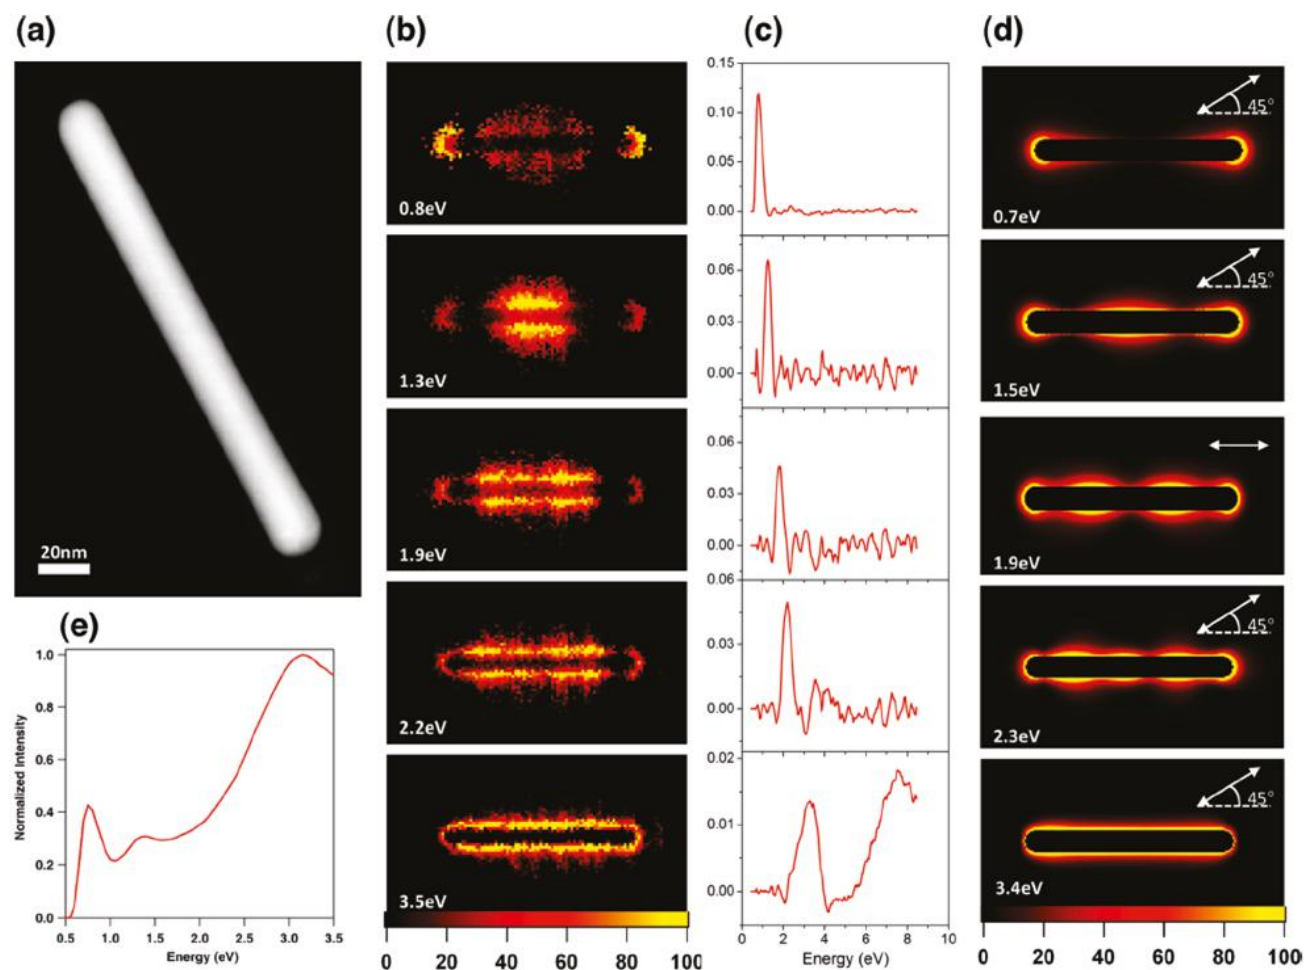 (a)
20nm
(b)
0.8eV
1.3eV
1.9eV
2.2eV
3.5eV
0 20 40 60 80 100
(c)
0.15
0.10
0.05
0.00
0.06
0.03
0.00
0.06
0.03
0.00
0.06
0.03
0.00
0.02
0.01
0.00
0 2 4 6 8 10
Energy (eV)
(d)
45°
0.7eV
45°
1.5eV
1.9eV
45°
2.3eV
45°
3.4eV
0 20 40 60 80 100
(e)
Normalized Intensity
1.0
0.8
0.6
0.4
0.2
0.0
0.5 1.0 1.5 2.0 2.5 3.0 3.5
Energy (eV)